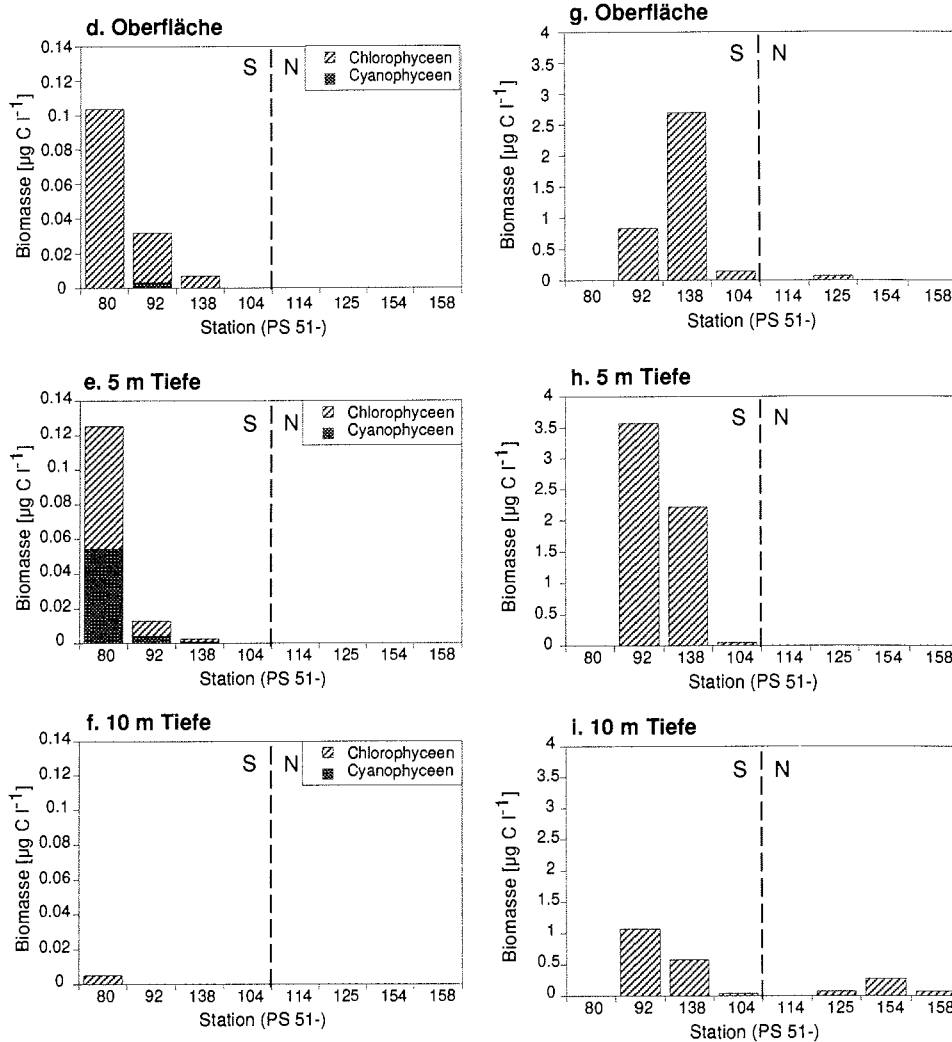 d. Oberfläche
0.14
0.12
0.1
0.08
0.06
0.04
0.02
0
Biomasse [µg C l⁻¹]
S N
Chlorophyceen
Cyanophyceen
80 92 138 104 114 125 154 158
Station (PS 51-)
g. Oberfläche
4
3.5
3
2.5
2
1.5
1
0.5
0
Biomasse [µg C l⁻¹]
S N
80 92 138 104 114 125 154 158
Station (PS 51-)
e. 5 m Tiefe
0.14
0.12
0.1
0.08
0.06
0.04
0.02
0
Biomasse [µg C l⁻¹]
S N
Chlorophyceen
Cyanophyceen
80 92 138 104 114 125 154 158
Station (PS 51-)
h. 5 m Tiefe
4
3.5
3
2.5
2
1.5
1
0.5
0
Biomasse [µg C l⁻¹]
S N
80 92 138 104 114 125 154 158
Station (PS 51-)
f. 10 m Tiefe
0.14
0.12
0.1
0.08
0.06
0.04
0.02
0
Biomasse [µg C l⁻¹]
S N
Chlorophyceen
Cyanophyceen
80 92 138 104 114 125 154 158
Station (PS 51-)
i. 10 m Tiefe
4
3.5
3
2.5
2
1.5
1
0.5
0
Biomasse [µg C l⁻¹]
S N
80 92 138 104 114 125 154 158
Station (PS 51-)